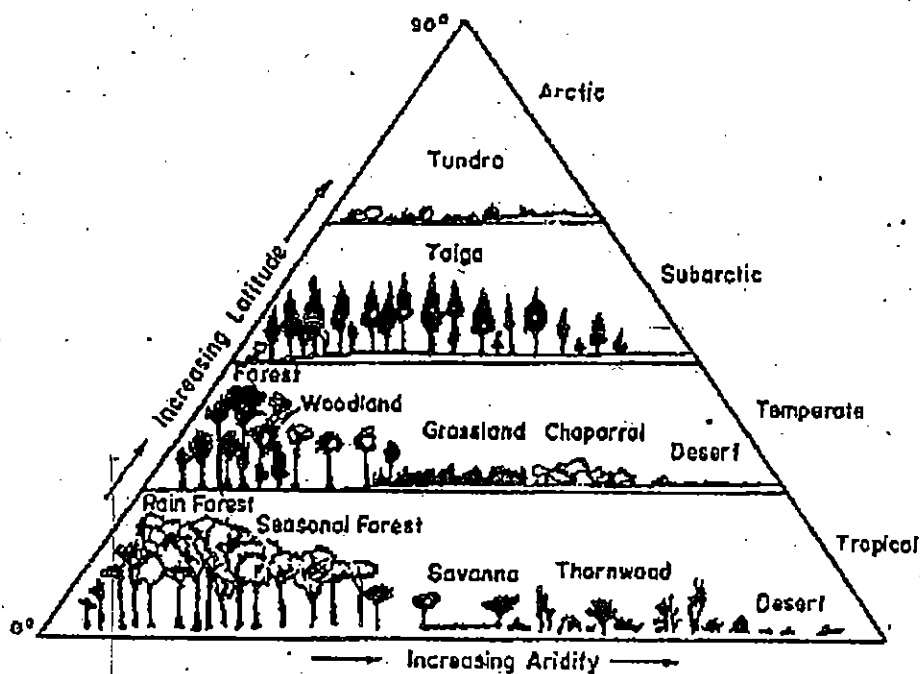 90°
Arctic
Tundra
Taiga
Subarctic
Increasing Latitude
Forest
Woodland
Temperate
Grassland Chaparral
Desert
Rain Forest
Seasonal Forest
Tropical
Savanna Thornwood
Desert
0°
Increasing Aridity